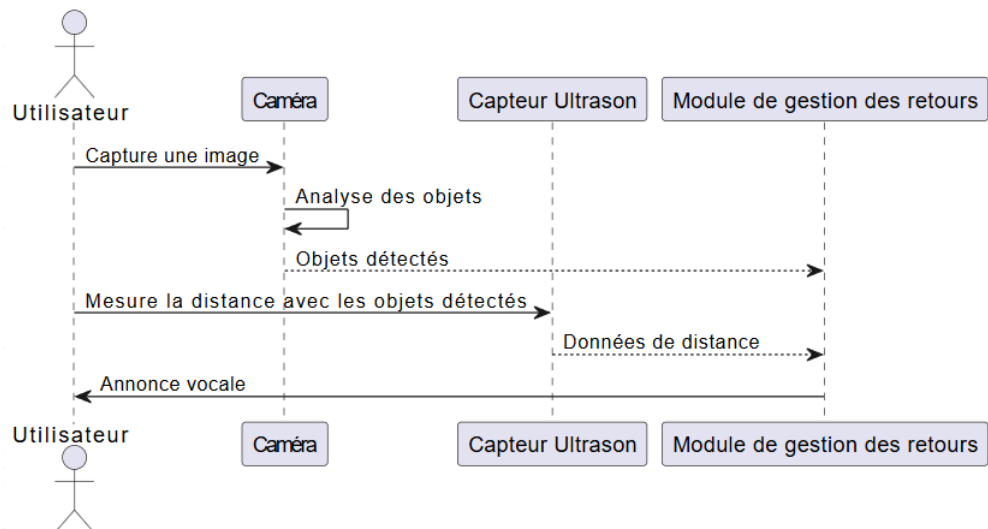 Utilisateur
Caméra
Capteur Ultrason
Module de gestion des retours
Capture une image
Analyse des objets
Objets détectés
Mesure la distance avec les objets détectés
Données de distance
Annonce vocale
Utilisateur
Caméra
Capteur Ultrason
Module de gestion des retours